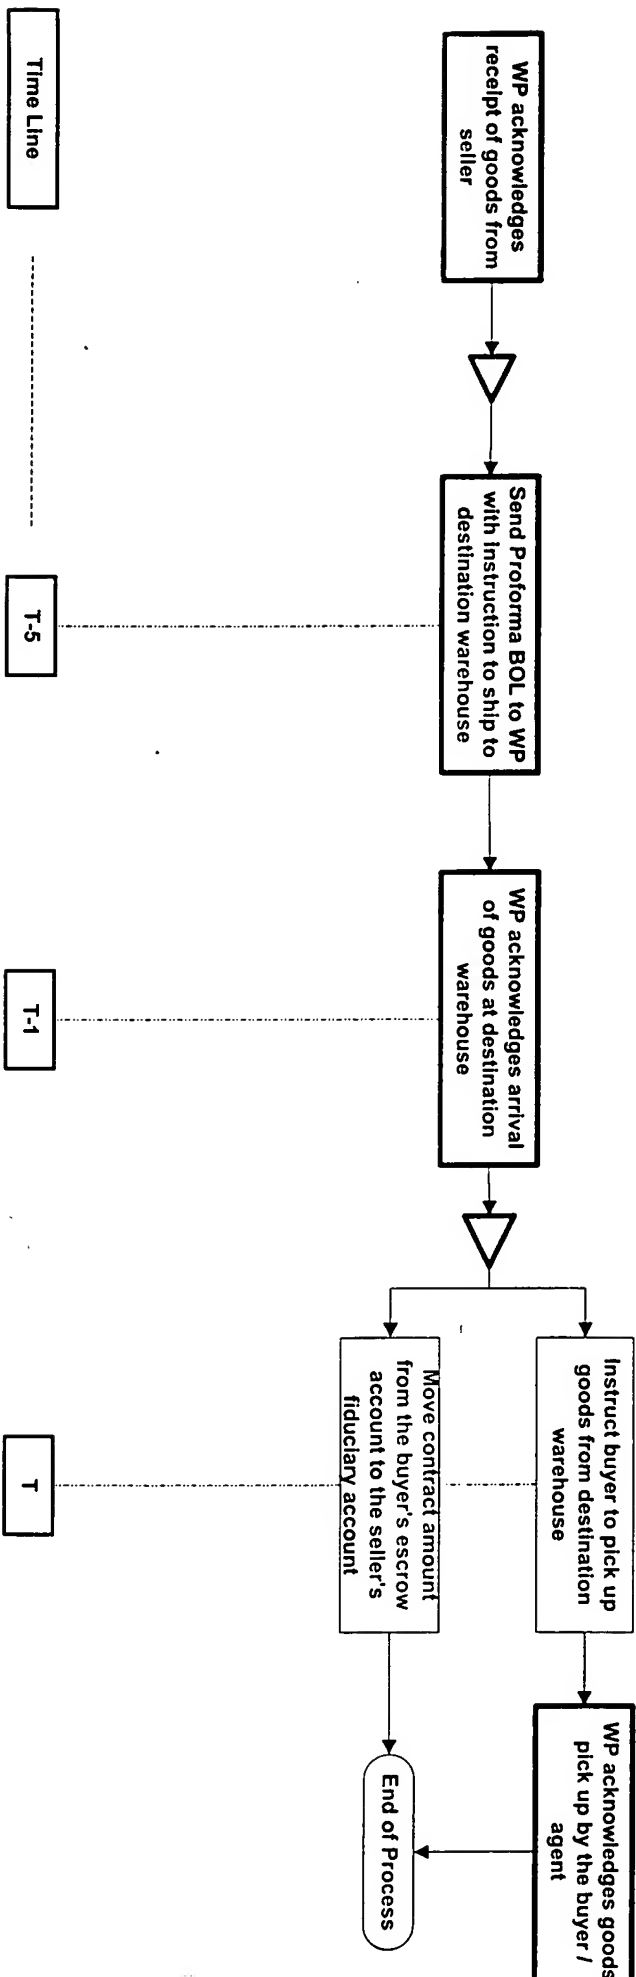 WP acknowledges
receipt of goods from
seller
Send Proforma BOL to WP
with instruction to ship to
destination warehouse
WP acknowledges arrival
of goods at destination
warehouse
Instruct buyer to pick up
goods from destination
warehouse
WP acknowledges goods
pick up by the buyer /
agent
Move contract amount
from the buyer's escrow
account to the seller's
fiduciary account
End of Process
Time Line
T-5
T-1
T